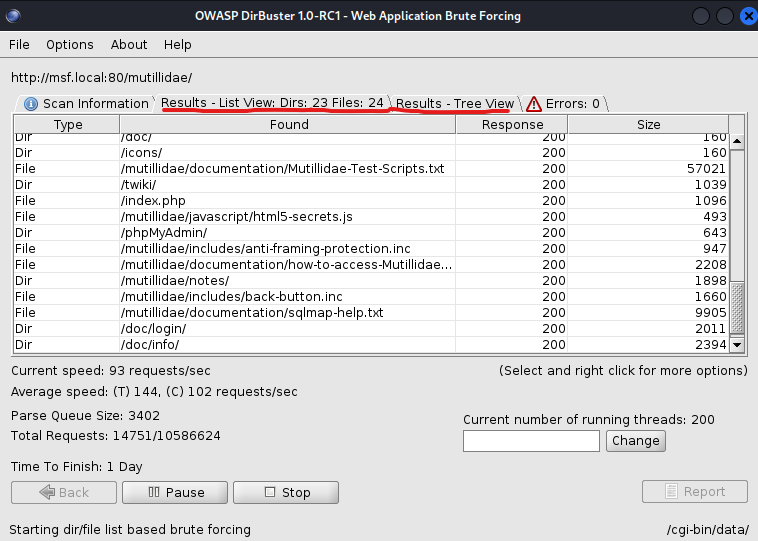 OWASP DirBuster 1.0-RC1 - Web Application Brute Forcing
File Options About Help
http://msf.local:80/mutillidae/
Scan Information Results - List View: Dirs: 23 Files: 24 Results - Tree View Errors: 0
Type Found Response Size
Dir /doc/ 200 160
Dir /icons/ 200 160
File /mutillidae/documentation/Mutillidae-Test-Scripts.txt 200 57021
Dir /twiki/ 200 1039
File /index.php 200 1096
File /mutillidae/javascript/html5-secrets.js 200 493
Dir /phpMyAdmin/ 200 643
File /mutillidae/includes/anti-framing-protection.inc 200 947
File /mutillidae/documentation/how-to-access-Mutillidae... 200 2208
Dir /mutillidae/notes/ 200 1898
File /mutillidae/includes/back-button.inc 200 1660
File /mutillidae/documentation/sqlmap-help.txt 200 9905
Dir /doc/login/ 200 2011
Dir /doc/info/ 200 2394
Current speed: 93 requests/sec (Select and right click for more options)
Average speed: (T) 144, (C) 102 requests/sec
Parse Queue Size: 3402
Current number of running threads: 200
Total Requests: 14751/10586624
Change
Time To Finish: 1 Day
Back Pause Stop Report
Starting dir/file list based brute forcing /cgi-bin/data/